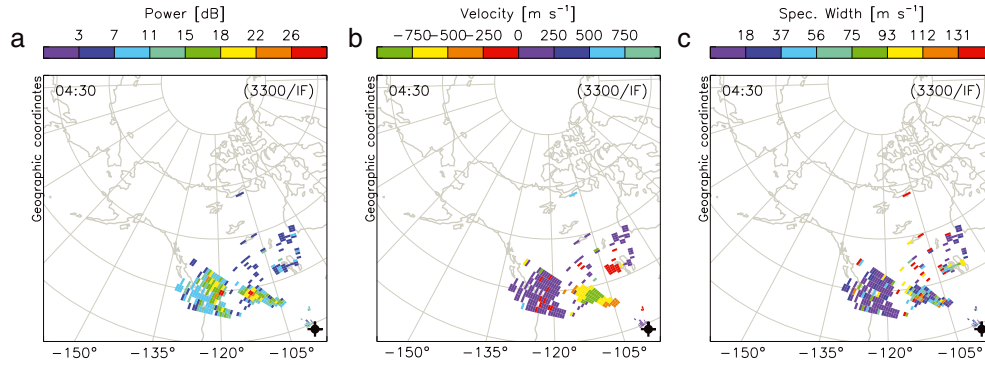 Power [dB]
3 7 11 15 18 22 26
a
04:30 (3300/IF)
Geographic coordinates
−150° −135° −120° −105°
Velocity [m s⁻¹]
−750 −500 −250 0 250 500 750
b
04:30 (3300/IF)
Geographic coordinates
−150° −135° −120° −105°
Spec. Width [m s⁻¹]
18 37 56 75 93 112 131
c
04:30 (3300/IF)
Geographic coordinates
−150° −135° −120° −105°